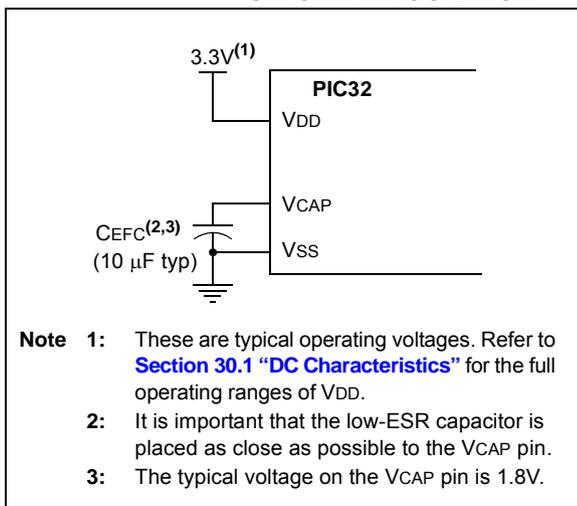 3.3V(1)
PIC32
VDD
VCAP
CEFC(2,3)
(10 μF typ)
VSS
Note 1: These are typical operating voltages. Refer to
Section 30.1 “DC Characteristics” for the full
operating ranges of VDD.
2: It is important that the low-ESR capacitor is
placed as close as possible to the VCAP pin.
3: The typical voltage on the VCAP pin is 1.8V.